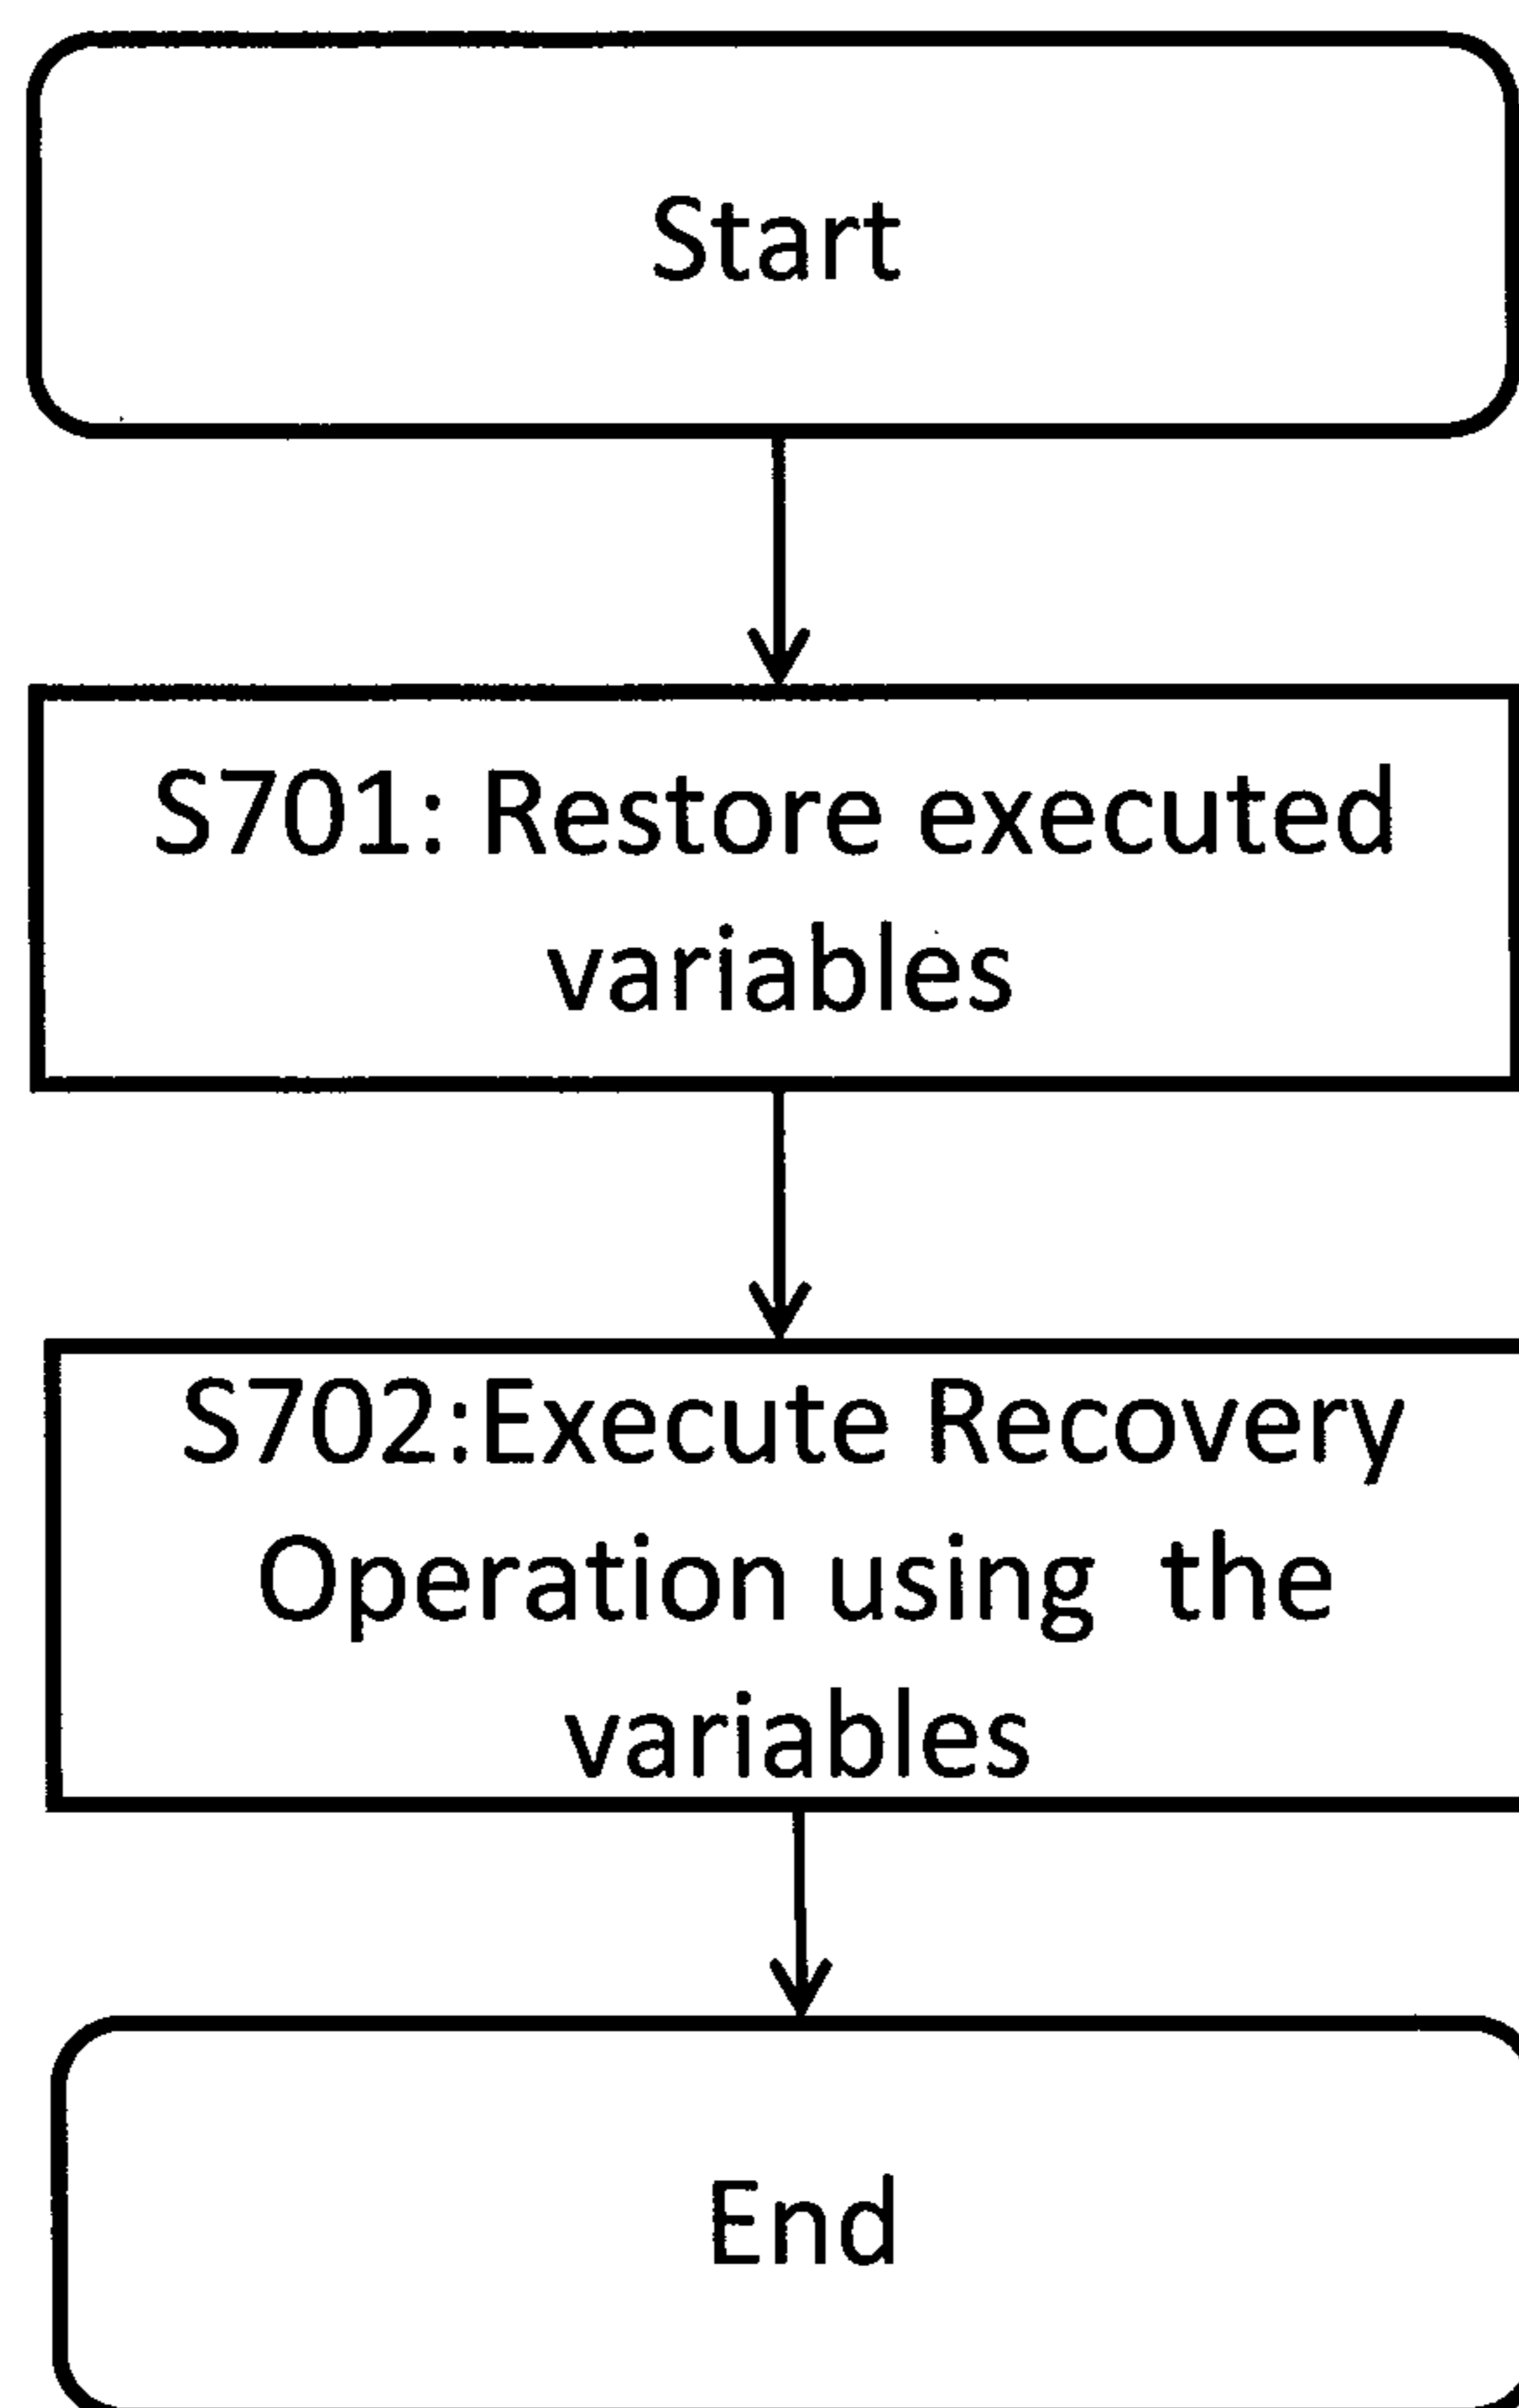 Start
S701: Restore executed
variables
S702:Execute Recovery
Operation using the
variables
End